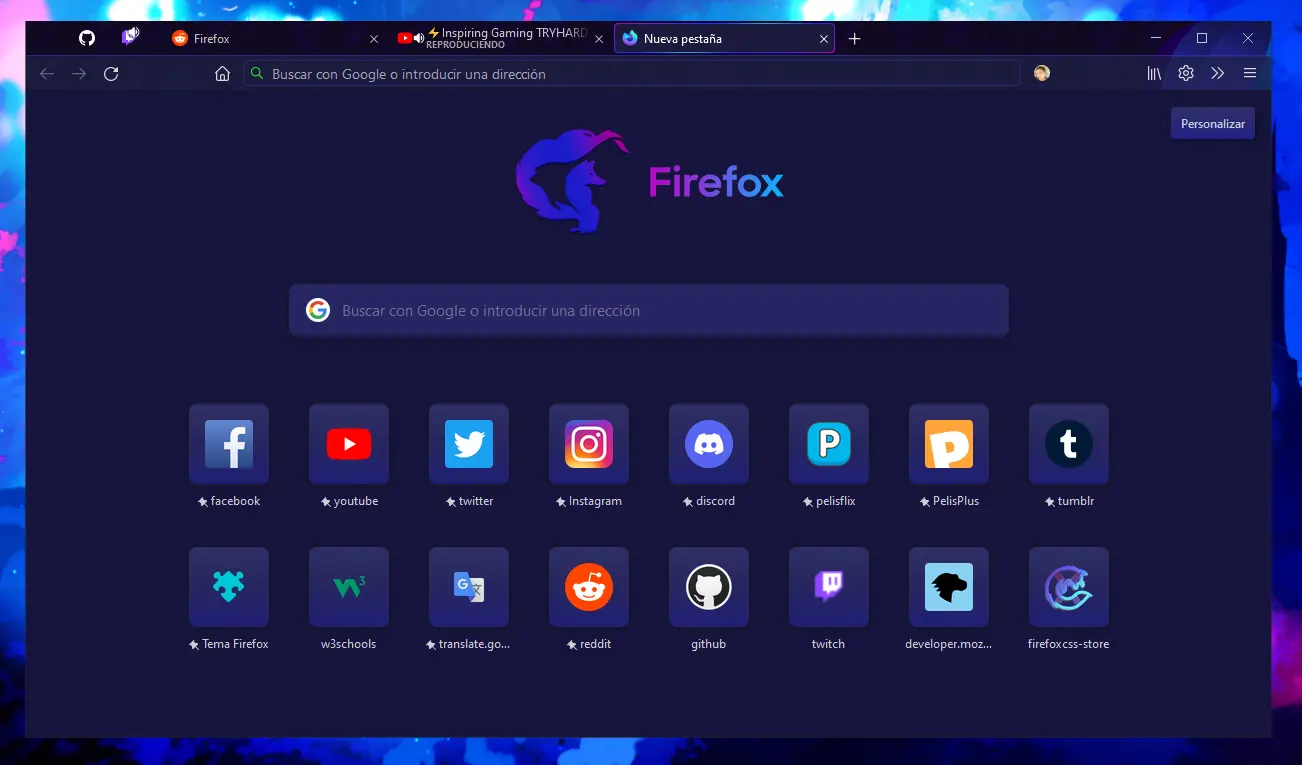 Firefox
⚡Inspiring Gaming TRYHARD
REPRODUCIENDO
Nueva pestaña
Buscar con Google o introducir una dirección
Personalizar
Firefox
Buscar con Google o introducir una dirección
facebook
youtube
twitter
Instagram
discord
pelisflix
PelisPlus
tumblr
Tema Firefox
w3schools
translate.go...
reddit
github
twitch
developer.moz...
firefoxcss-store